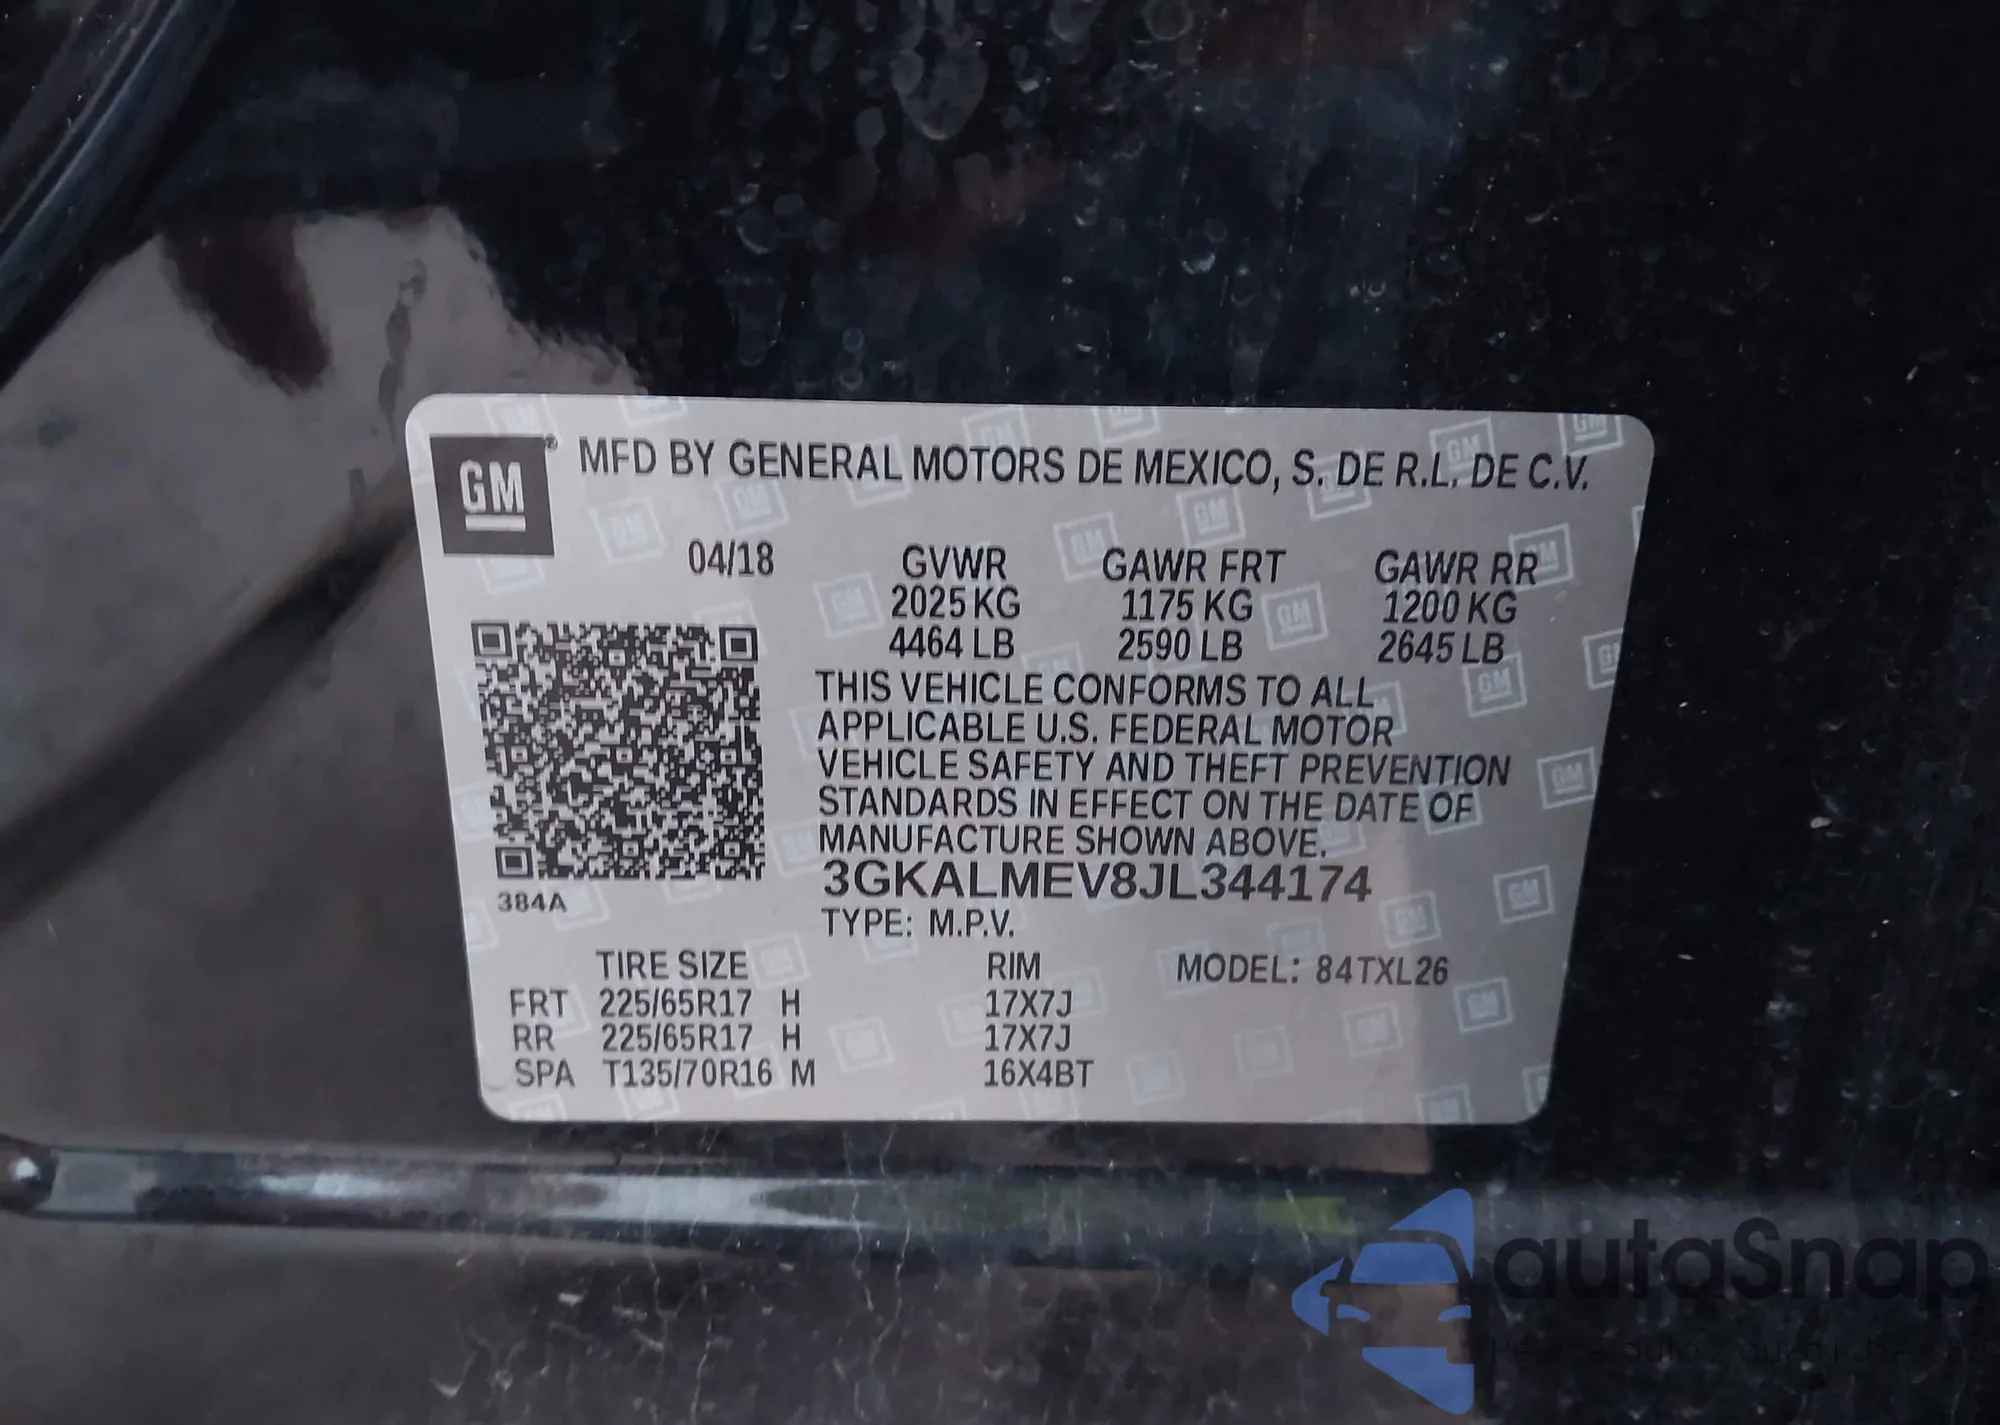 GM® MFD BY GENERAL MOTORS DE MEXICO, S. DE R.L. DE C.V.
04/18 GVWR GAWR FRT GAWR RR
2025 KG 1175 KG 1200 KG
4464 LB 2590 LB 2645 LB
THIS VEHICLE CONFORMS TO ALL
APPLICABLE U.S. FEDERAL MOTOR
VEHICLE SAFETY AND THEFT PREVENTION
STANDARDS IN EFFECT ON THE DATE OF
MANUFACTURE SHOWN ABOVE.
3GKALMEV8JL344174
384A
TYPE: M.P.V.
TIRE SIZE RIM MODEL: 84TXL26
FRT 225/65R17 H 17X7J
RR 225/65R17 H 17X7J
SPA T135/70R16 M 16X4BT
autaSnap